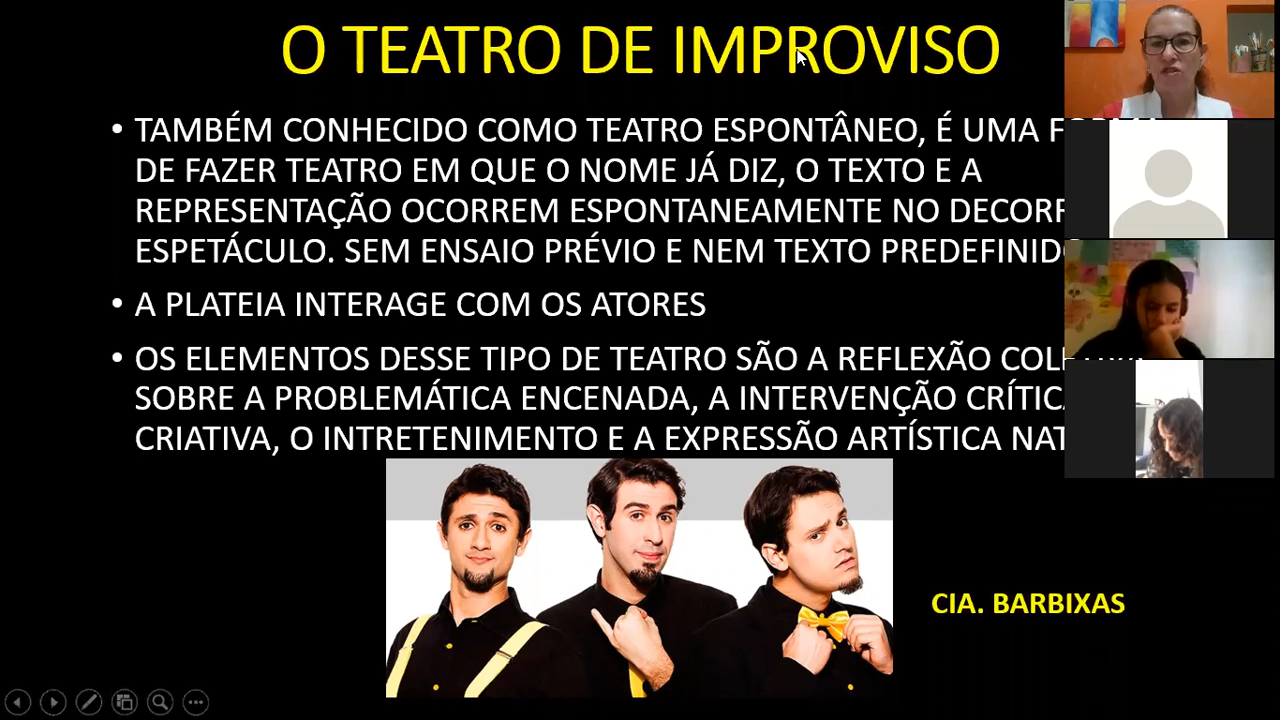 O TEATRO DE IMPROVISO
• TAMBÉM CONHECIDO COMO TEATRO ESPONTÂNEO, É UMA
DE FAZER TEATRO EM QUE O NOME JÁ DIZ, O TEXTO E A
REPRESENTAÇÃO OCORREM ESPONTANEAMENTE NO
ESPETÁCULO. SEM ENSAIO PRÉVIO E NEM TEXTO
• A PLATEIA INTERAGE COM OS ATORES
• OS ELEMENTOS DESSE TIPO DE TEATRO SÃO A REFLEXÃO
SOBRE A PROBLEMÁTICA ENCENADA, A INTERVENÇÃO
CRIATIVA, O INTRETENIMENTO E A EXPRESSÃO ARTÍSTICA
CIA. BARBIXAS